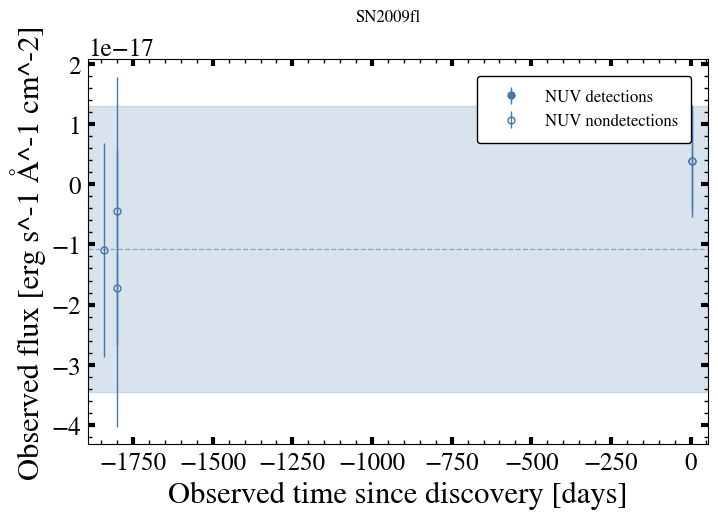 SN2009fl
1e−17
Observed flux [erg s^-1 Å^-1 cm^-2]
2
1
0
−1
−2
−3
−4
NUV detections
NUV nondetections
−1750 −1500 −1250 −1000 −750 −500 −250 0
Observed time since discovery [days]